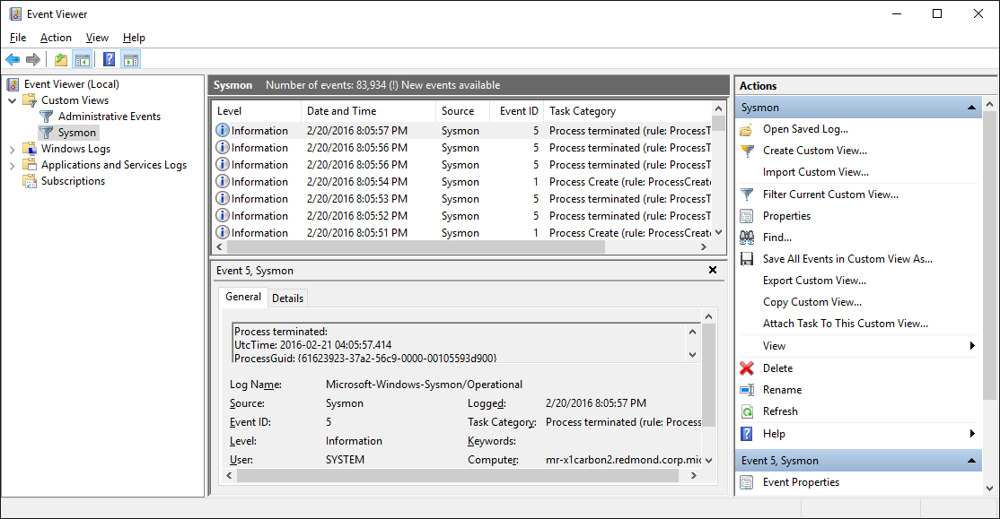 Event Viewer
File Action View Help
Event Viewer (Local)
Custom Views
Administrative Events
Sysmon
Windows Logs
Applications and Services Logs
Subscriptions
Sysmon Number of events: 83,934 (!) New events available
Level Date and Time Source Event ID Task Category
Information 2/20/2016 8:05:57 PM Sysmon 5 Process terminated (rule: ProcessT
Information 2/20/2016 8:05:56 PM Sysmon 5 Process terminated (rule: ProcessT
Information 2/20/2016 8:05:56 PM Sysmon 5 Process terminated (rule: ProcessT
Information 2/20/2016 8:05:54 PM Sysmon 1 Process Create (rule: ProcessCreate
Information 2/20/2016 8:05:53 PM Sysmon 5 Process terminated (rule: ProcessT
Information 2/20/2016 8:05:52 PM Sysmon 5 Process terminated (rule: ProcessT
Information 2/20/2016 8:05:51 PM Sysmon 1 Process Create (rule: ProcessCreate
Event 5, Sysmon
General Details
Process terminated:
UtcTime: 2016-02-21 04:05:57.414
ProcessGuid: {61623923-37a2-56c9-0000-00105593d900}
Log Name: Microsoft-Windows-Sysmon/Operational
Source: Sysmon Logged: 2/20/2016 8:05:57 PM
Event ID: 5 Task Category: Process terminated (rule: Process
Level: Information Keywords:
User: SYSTEM Computer: mr-x1carbon2.redmond.corp.mic
Actions
Sysmon
Open Saved Log...
Create Custom View...
Import Custom View...
Filter Current Custom View...
Properties
Find...
Save All Events in Custom View As...
Export Custom View...
Copy Custom View...
Attach Task To This Custom View...
View
Delete
Rename
Refresh
Help
Event 5, Sysmon
Event Properties